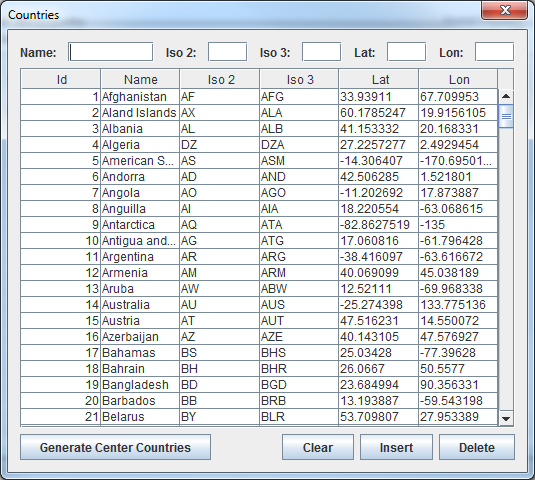 Countries
Name: Iso 2: Iso 3: Lat: Lon:
Id Name Iso 2 Iso 3 Lat Lon
1 Afghanistan AF AFG 33.93911 67.709953
2 Aland Islands AX ALA 60.1785247 19.9156105
3 Albania AL ALB 41.153332 20.168331
4 Algeria DZ DZA 27.2257277 2.4929454
5 American S... AS ASM -14.306407 -170.69501...
6 Andorra AD AND 42.506285 1.521801
7 Angola AO AGO -11.202692 17.873887
8 Anguilla AI AIA 18.220554 -63.068615
9 Antarctica AQ ATA -82.8627519 -135
10 Antigua and... AG ATG 17.060816 -61.796428
11 Argentina AR ARG -38.416097 -63.616672
12 Armenia AM ARM 40.069099 45.038189
13 Aruba AW ABW 12.52111 -69.968338
14 Australia AU AUS -25.274398 133.775136
15 Austria AT AUT 47.516231 14.550072
16 Azerbaijan AZ AZE 40.143105 47.576927
17 Bahamas BS BHS 25.03428 -77.39628
18 Bahrain BH BHR 26.0667 50.5577
19 Bangladesh BD BGD 23.684994 90.356331
20 Barbados BB BRB 13.193887 -59.543198
21 Belarus BY BLR 53.709807 27.953389
Generate Center Countries Clear Insert Delete